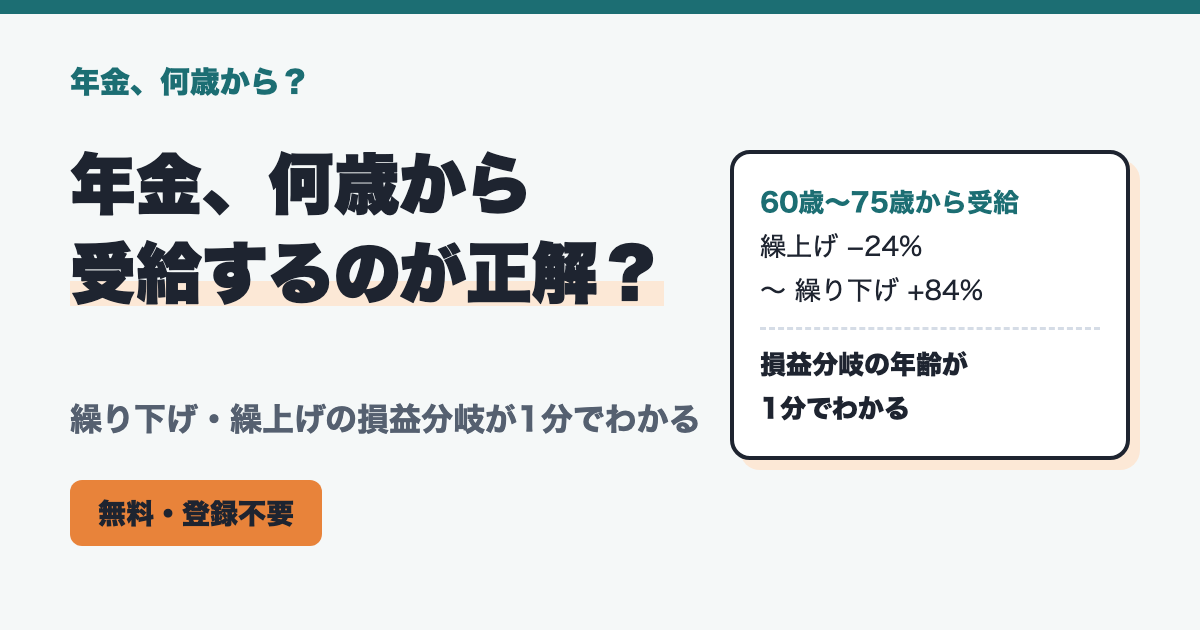 年金、何歳から？
年金、何歳から
受給するのが正解？
繰り下げ・繰上げの損益分岐が1分でわかる
無料・登録不要
60歳〜75歳から受給
繰上げ −24%
〜 繰り下げ +84%
損益分岐の年齢が
1分でわかる